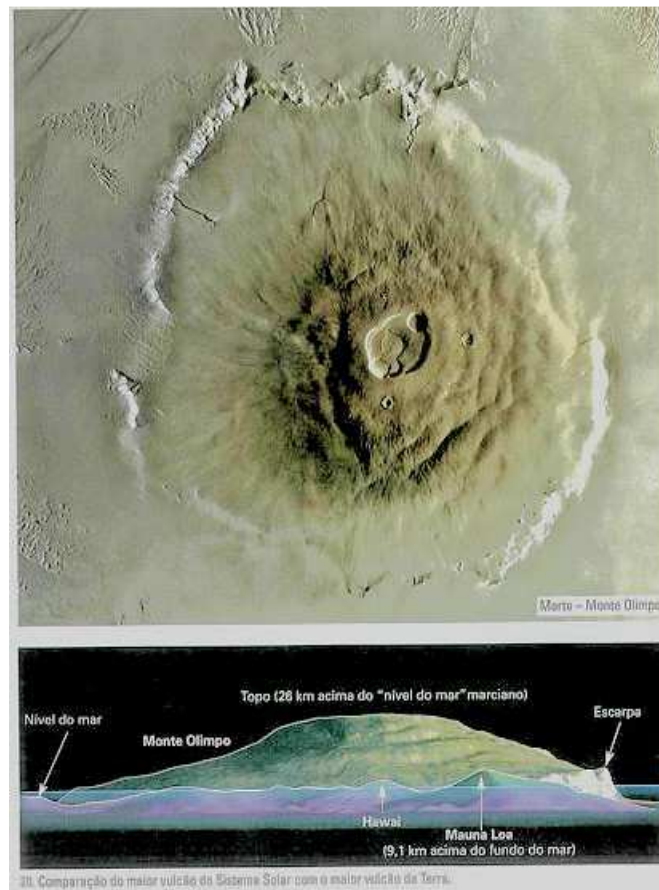 Marte – Monte Olimpo
Topo (26 km acima do "nível do mar" marciano)
Nível do mar
Escarpa
Monte Olimpo
Hawai
Mauna Loa
(9,1 km acima do fundo do mar)
Comparação do maior vulcão do Sistema Solar com o maior vulcão da Terra.